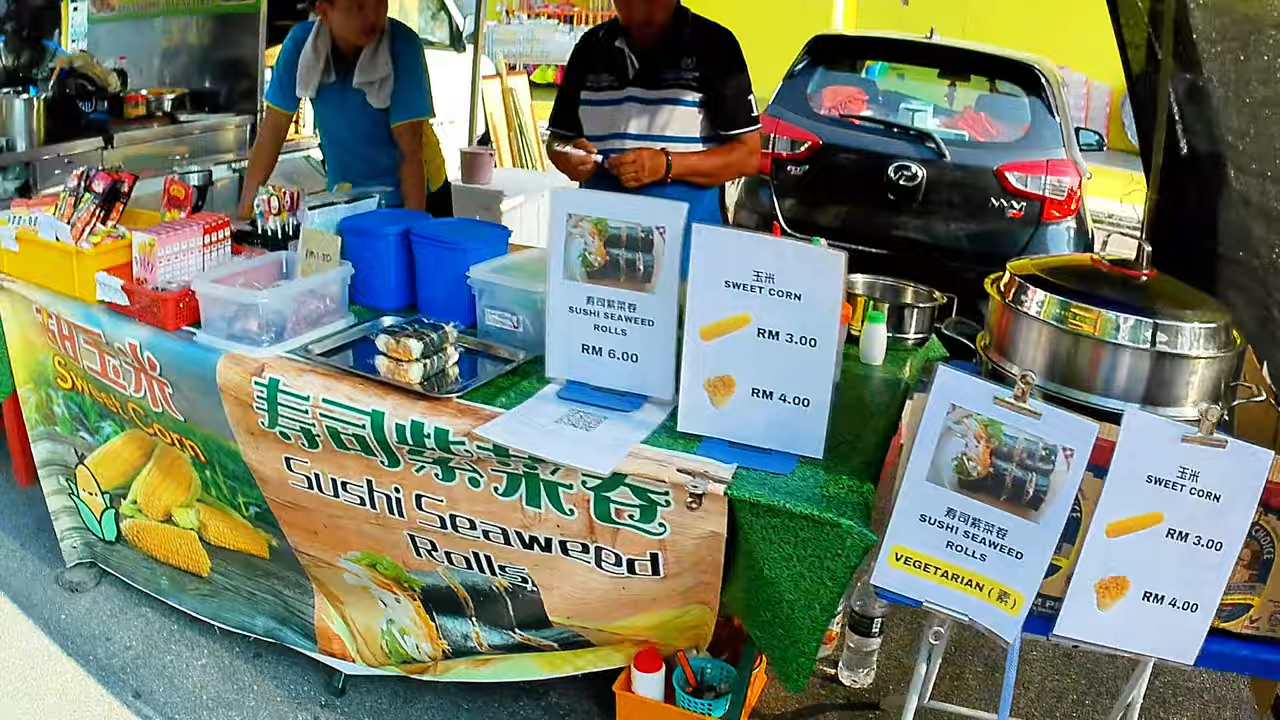 甜玉米
Sweet Corn
寿司紫菜卷
Sushi Seaweed
Rolls
寿司紫菜卷
SUSHI SEAWEED
ROLLS
RM 6.00
玉米
SWEET CORN
RM 3.00
RM 4.00
寿司紫菜卷
SUSHI SEAWEED
ROLLS
VEGETARIAN (素)
玉米
SWEET CORN
RM 3.00
RM 4.00